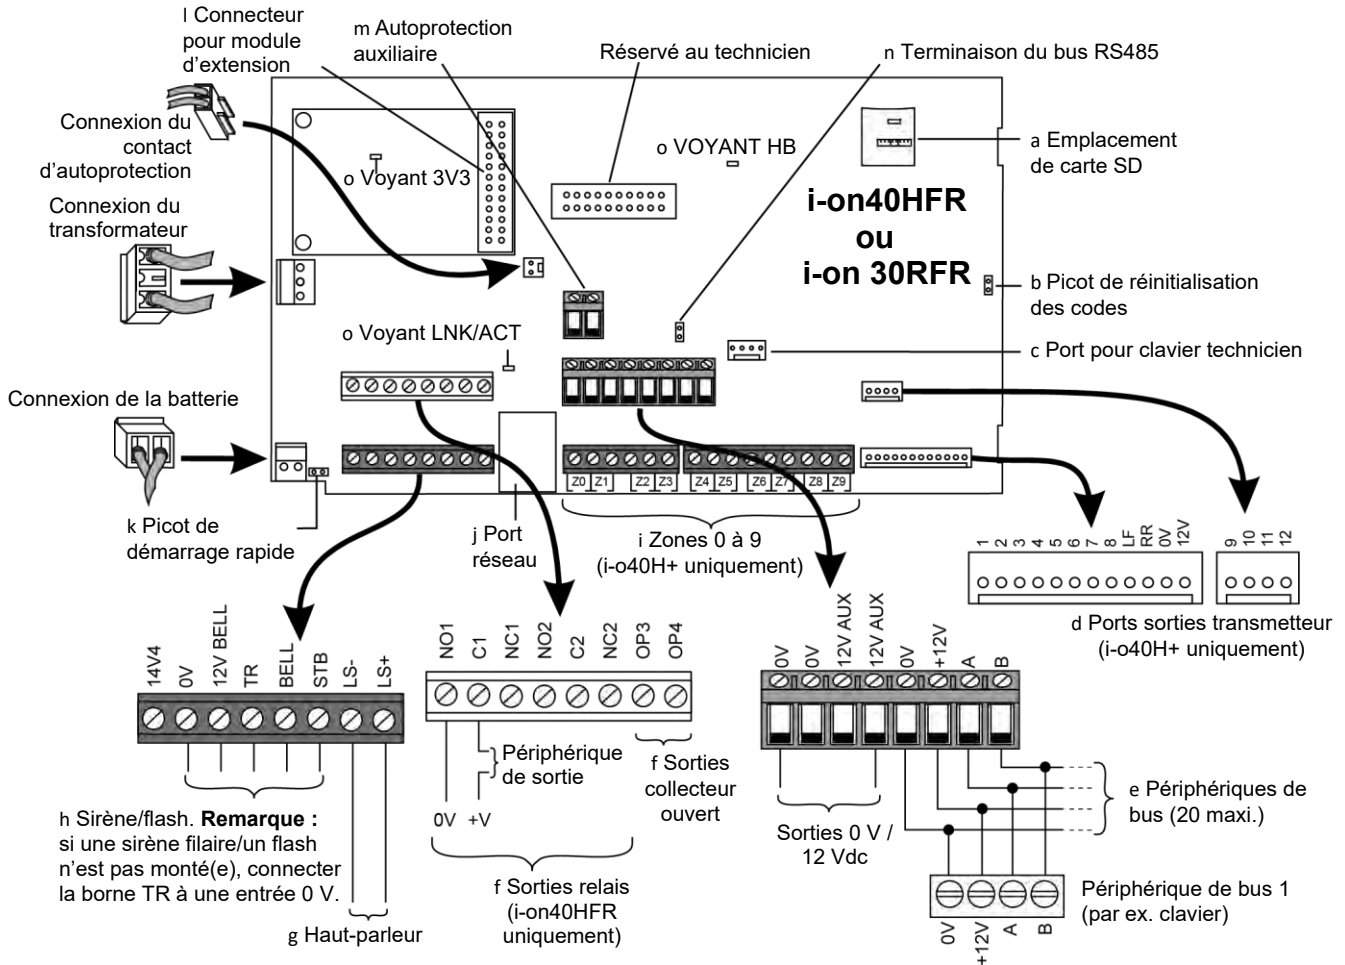 l Connecteur
pour module
d'extension
m Autoprotection
auxiliaire
Réservé au technicien
n Terminaison du bus RS485
Connexion du
contact
d'autoprotection
o Voyant 3V3
o VOYANT HB
a Emplacement
de carte SD
i-on40HFR
ou
i-on 30RFR
Connexion du
transformateur
b Picot de réinitialisation
des codes
o Voyant LNK/ACT
c Port pour clavier technicien
Connexion de la batterie
Z0 Z1 Z2 Z3 Z4 Z5 Z6 Z7 Z8 Z9
k Picot de
démarrage rapide
j Port
réseau
i Zones 0 à 9
(i-o40H+ uniquement)
1 2 3 4 5 6 7 8 LF RR 0V 12V
9 10 11 12
d Ports sorties transmetteur
(i-o40H+ uniquement)
14V4 0V 12V BELL TR BELL STB LS- LS+
NO1 C1 NC1 NO2 C2 NC2 OP3 OP4
0V 0V 12V AUX 12V AUX 0V +12V A B
Périphérique
de sortie
f Sorties
collecteur
ouvert
0V +V
h Sirène/flash. Remarque :
si une sirène filaire/un flash
n'est pas monté(e), connecter
la borne TR à une entrée 0 V.
g Haut-parleur
f Sorties relais
(i-on40HFR
uniquement)
Sorties 0 V /
12 Vdc
e Périphériques de
bus (20 maxi.)
Périphérique de bus 1
(par ex. clavier)
0V +12V A B